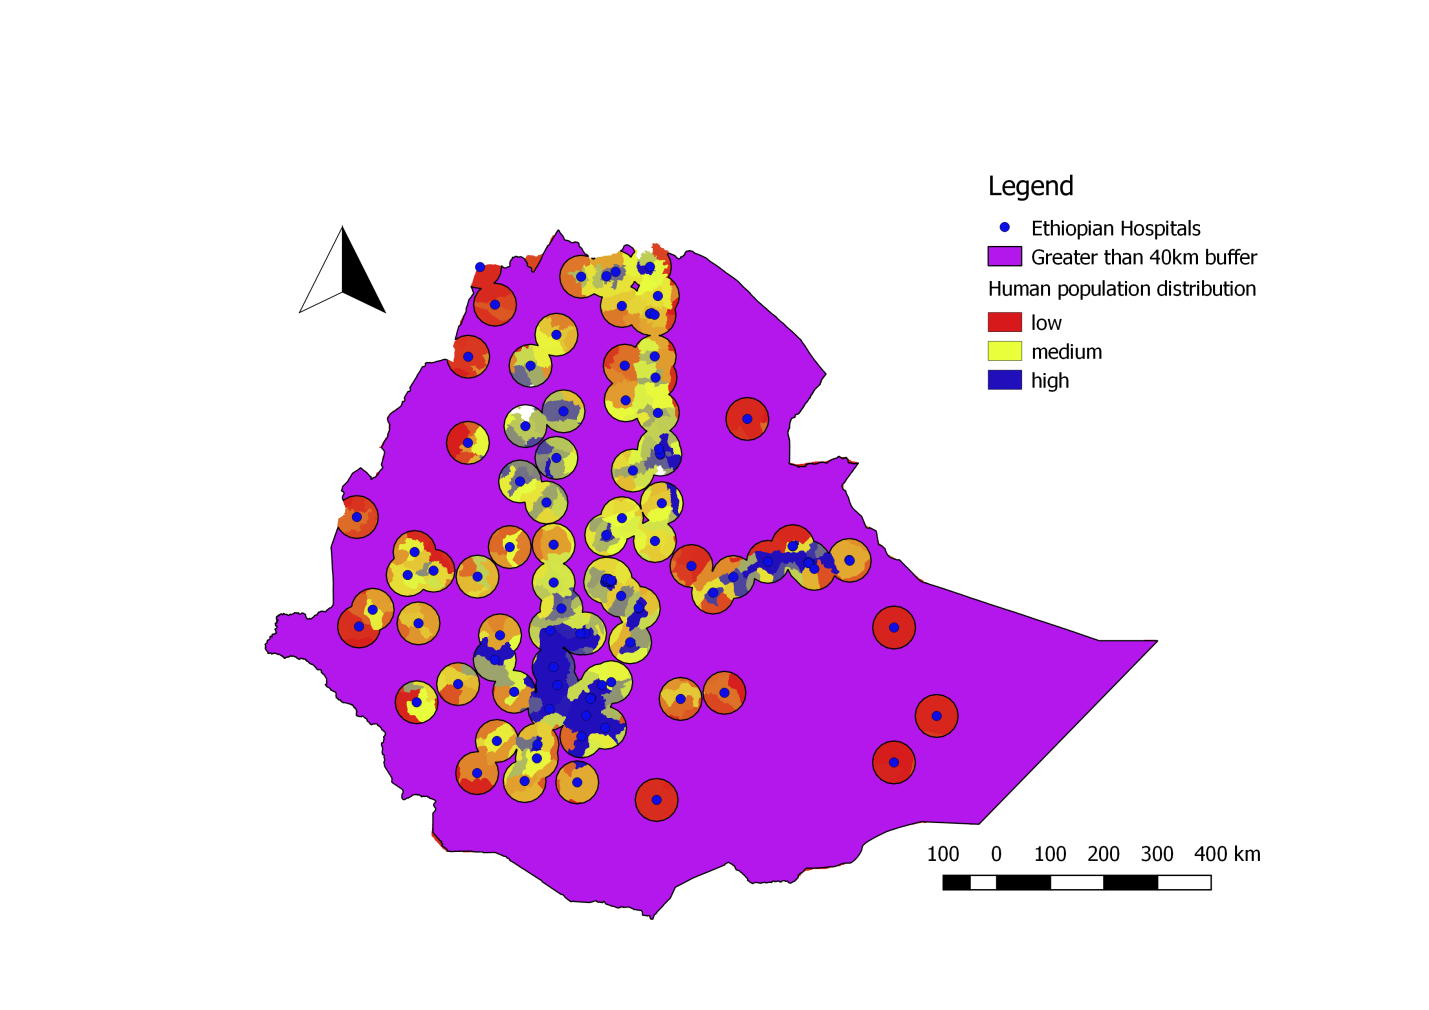 Legend
Ethiopian Hospitals
Greater than 40km buffer
Human population distribution
low
medium
high
100 0 100 200 300 400 km